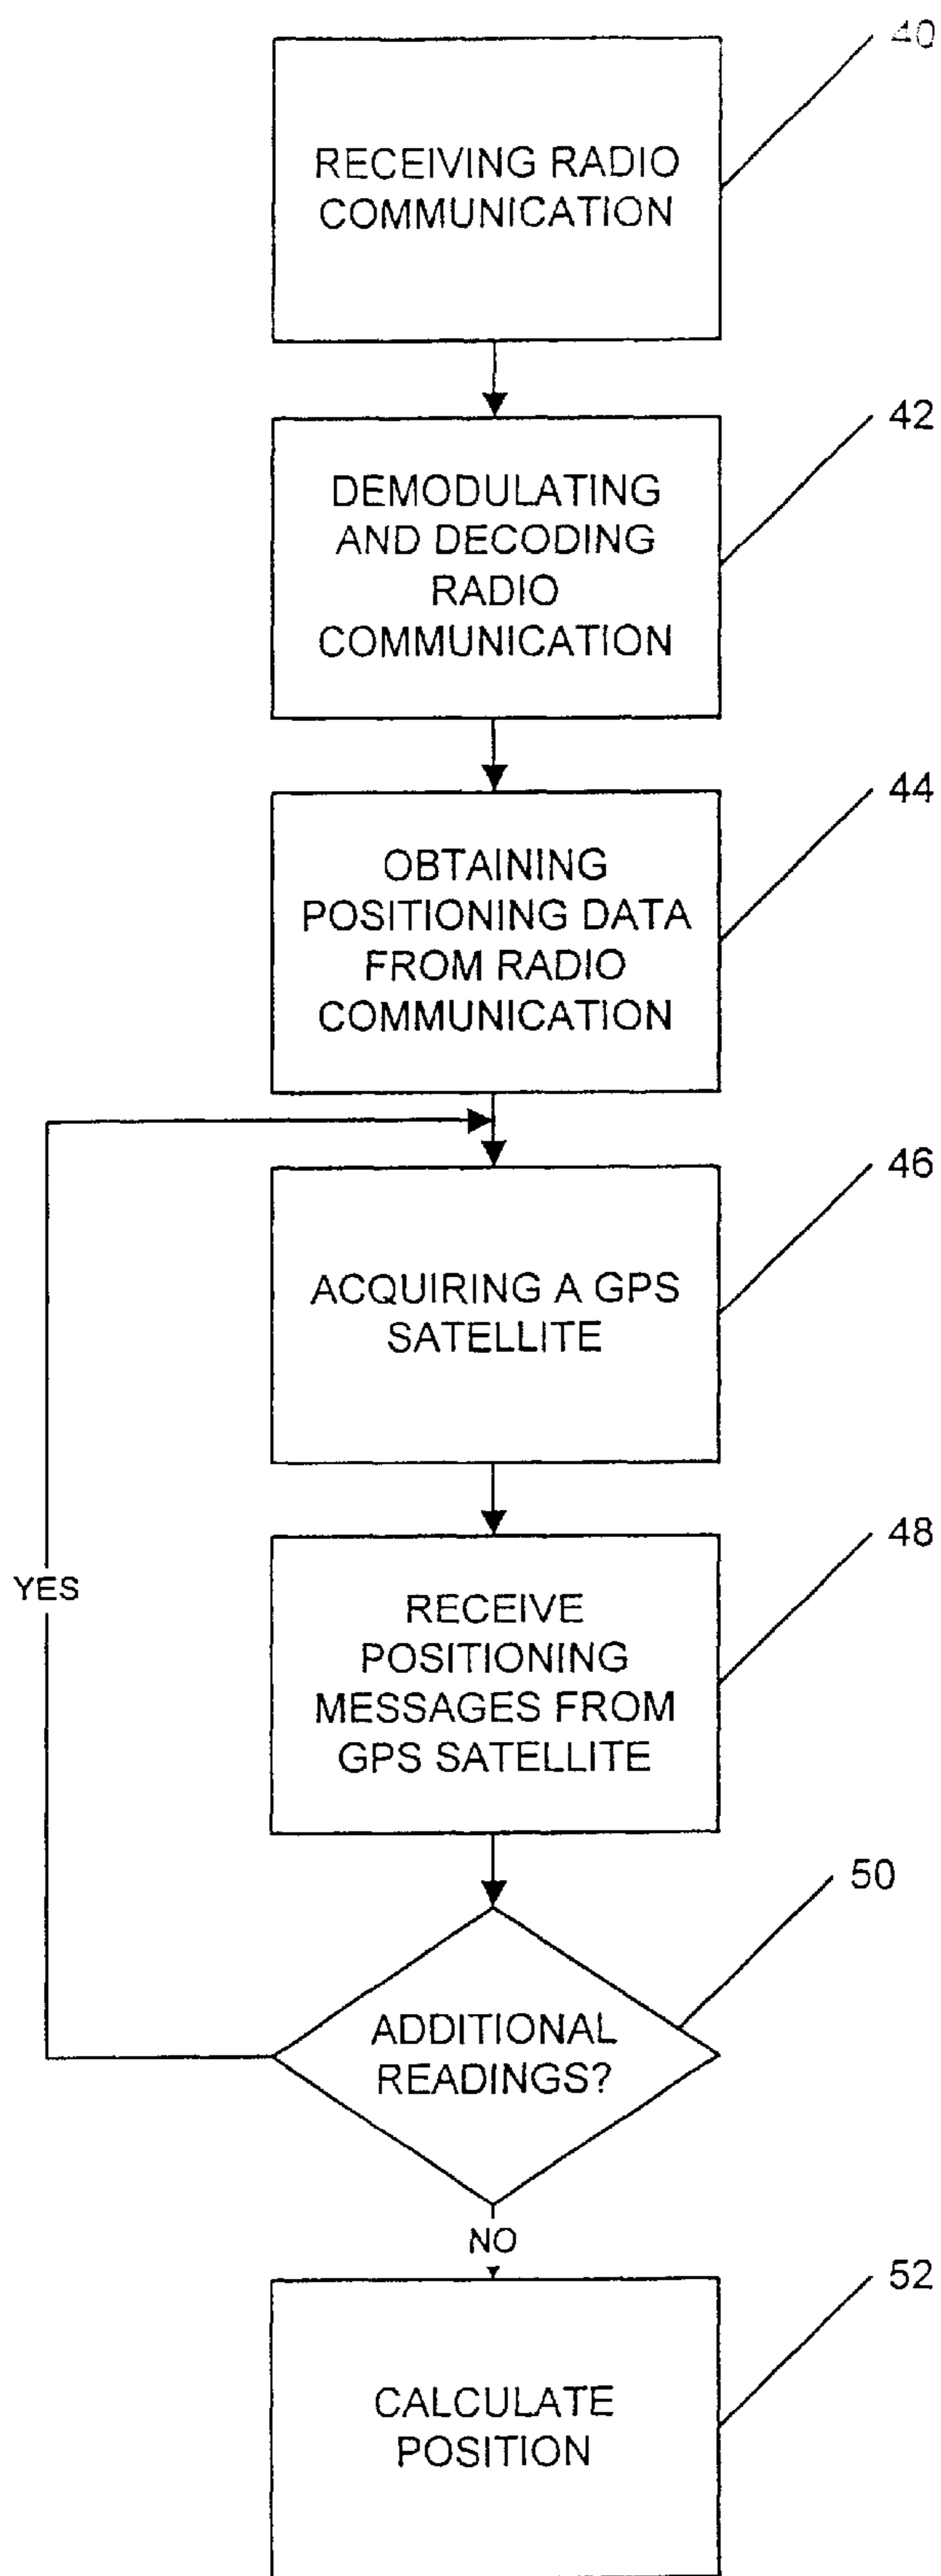 40
RECEIVING RADIO
COMMUNICATION
42
DEMODULATING
AND DECODING
RADIO
COMMUNICATION
44
OBTAINING
POSITIONING DATA
FROM RADIO
COMMUNICATION
46
ACQUIRING A GPS
SATELLITE
48
RECEIVE
POSITIONING
MESSAGES FROM
GPS SATELLITE
YES
50
ADDITIONAL
READINGS?
NO
52
CALCULATE
POSITION